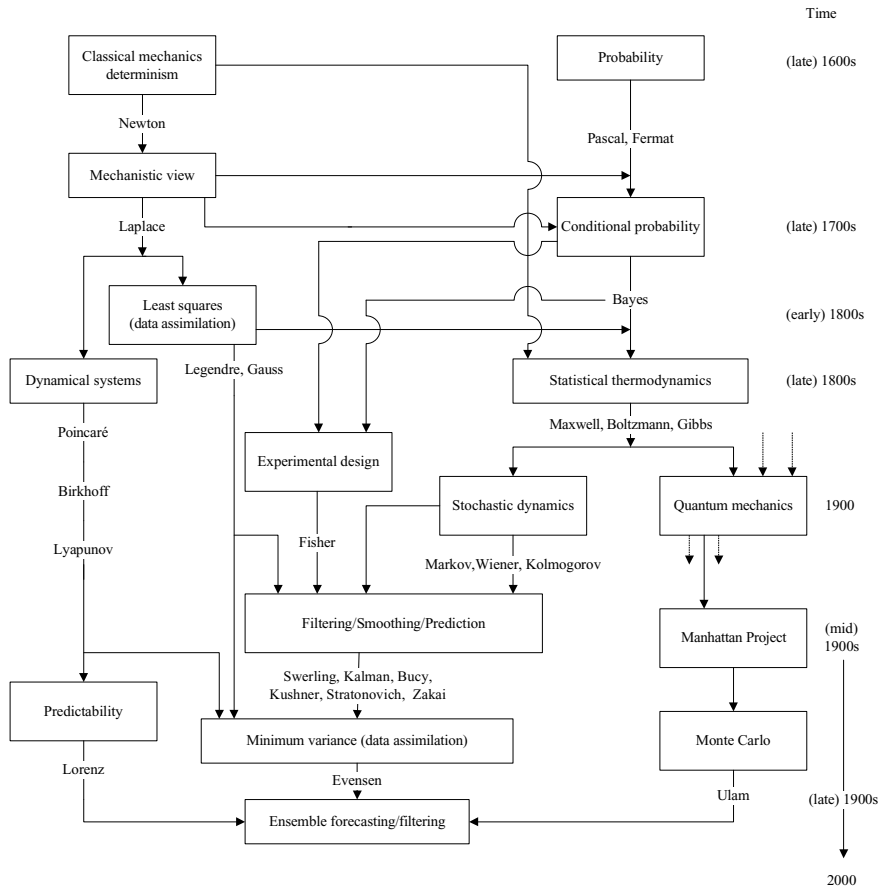 Time
Classical mechanics
determinism
Probability
(late) 1600s
Newton
Pascal, Fermat
Mechanistic view
Laplace
Conditional probability
(late) 1700s
Least squares
(data assimilation)
Bayes
(early) 1800s
Legendre, Gauss
Dynamical systems
Statistical thermodynamics
(late) 1800s
Poincaré
Maxwell, Boltzmann, Gibbs
Experimental design
Birkhoff
Stochastic dynamics
Quantum mechanics
1900
Fisher
Lyapunov
Markov,Wiener, Kolmogorov
Filtering/Smoothing/Prediction
Manhattan Project
(mid)
1900s
Swerling, Kalman, Bucy,
Kushner, Stratonovich, Zakai
Predictability
Minimum variance (data assimilation)
Monte Carlo
Lorenz
Evensen
Ulam
(late) 1900s
Ensemble forecasting/filtering
2000